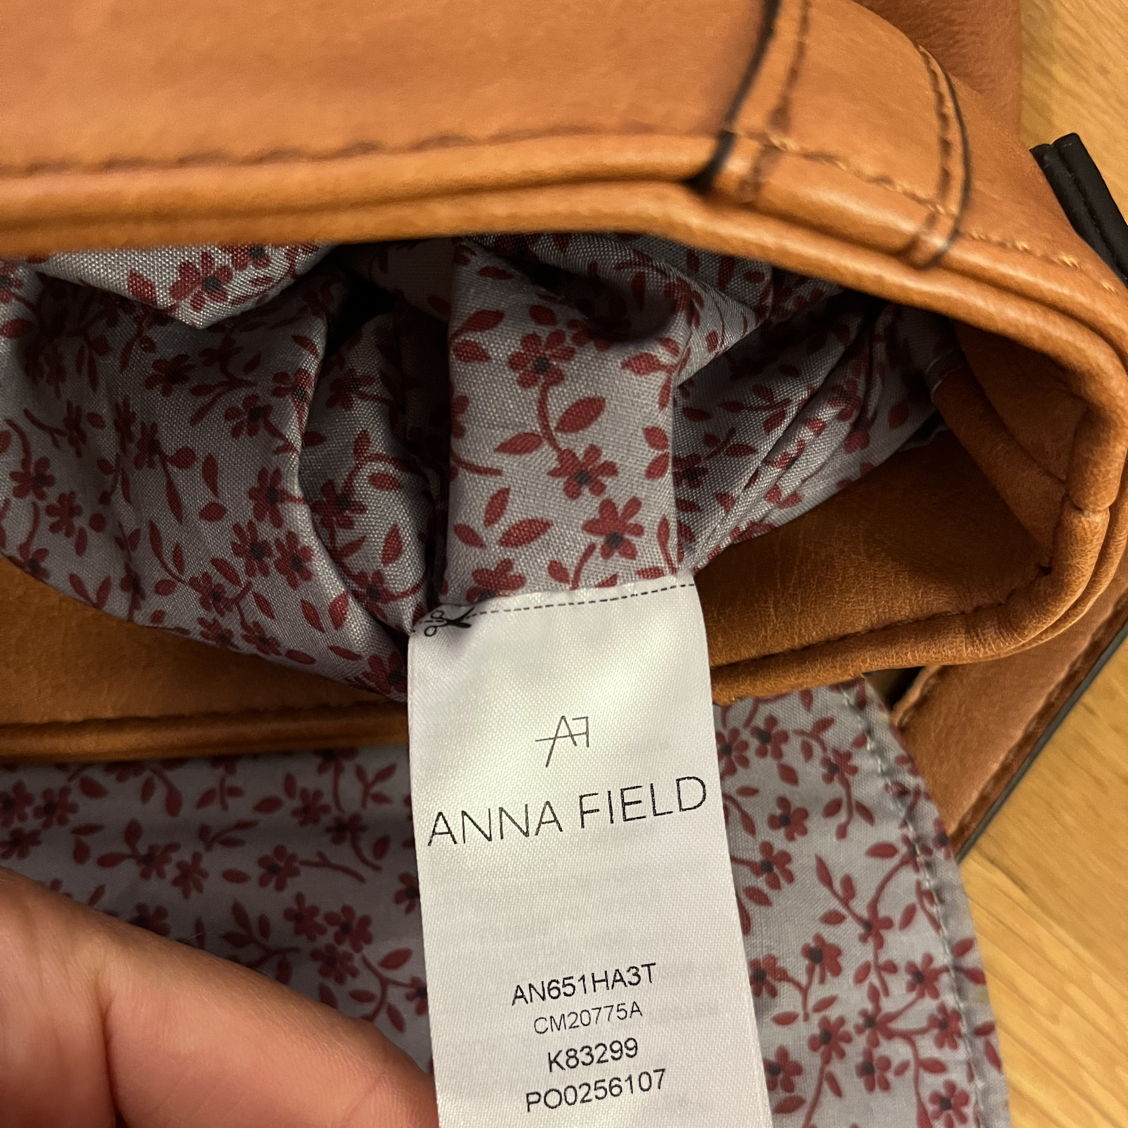 AF
ANNA FIELD
AN651HA3T
CM20775A
K83299
PO0256107